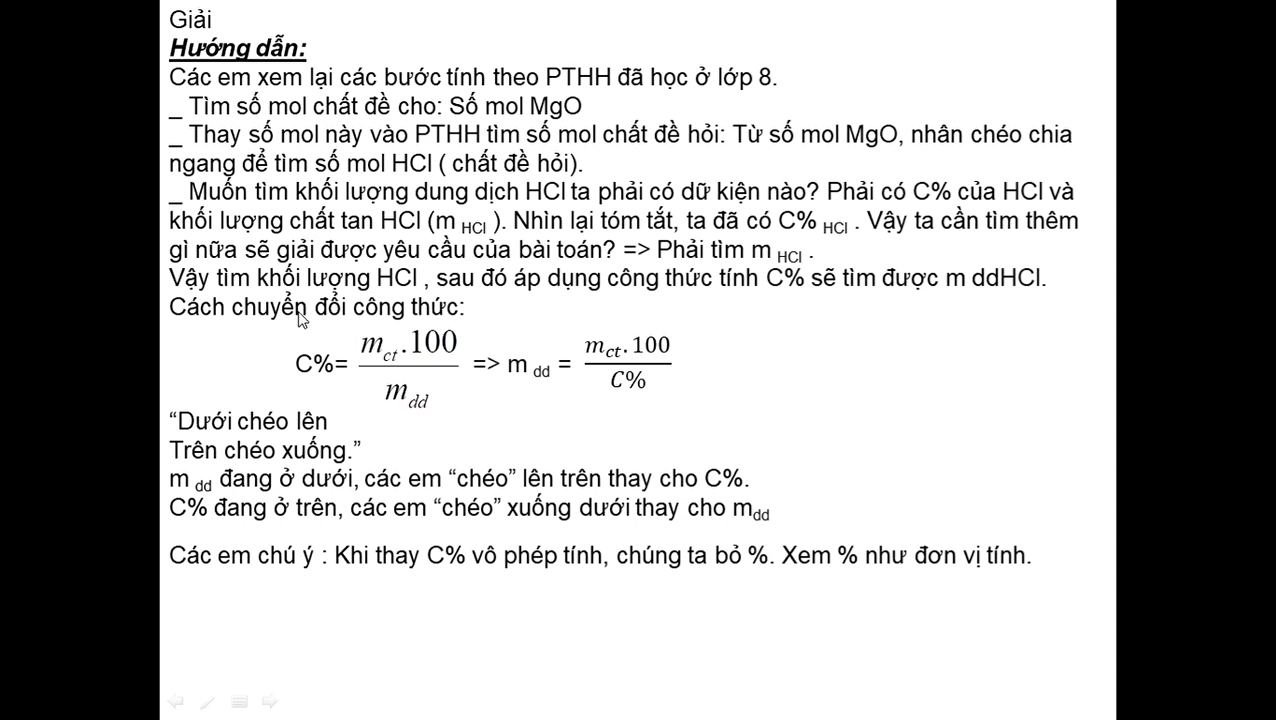 Giải
Hướng dẫn:
Các em xem lại các bước tính theo PTHH đã học ở lớp 8.
_ Tìm số mol chất đề cho: Số mol MgO
_ Thay số mol này vào PTHH tìm số mol chất đề hỏi: Từ số mol MgO, nhân chéo chia
ngang để tìm số mol HCl ( chất đề hỏi).
_ Muốn tìm khối lượng dung dịch HCl ta phải có dữ kiện nào? Phải có C% của HCl và
khối lượng chất tan HCl (m HCl ). Nhìn lại tóm tắt, ta đã có C% HCl . Vậy ta cần tìm thêm
gì nữa sẽ giải được yêu cầu của bài toán? => Phải tìm m HCl .
Vậy tìm khối lượng HCl , sau đó áp dụng công thức tính C% sẽ tìm được m ddHCl.
Cách chuyển đổi công thức:
C%= m_ct.100 / m_dd => m dd = m_ct.100 / C%
“Dưới chéo lên
Trên chéo xuống.”
m dd đang ở dưới, các em “chéo” lên trên thay cho C%.
C% đang ở trên, các em “chéo” xuống dưới thay cho mdd
Các em chú ý : Khi thay C% vô phép tính, chúng ta bỏ %. Xem % như đơn vị tính.